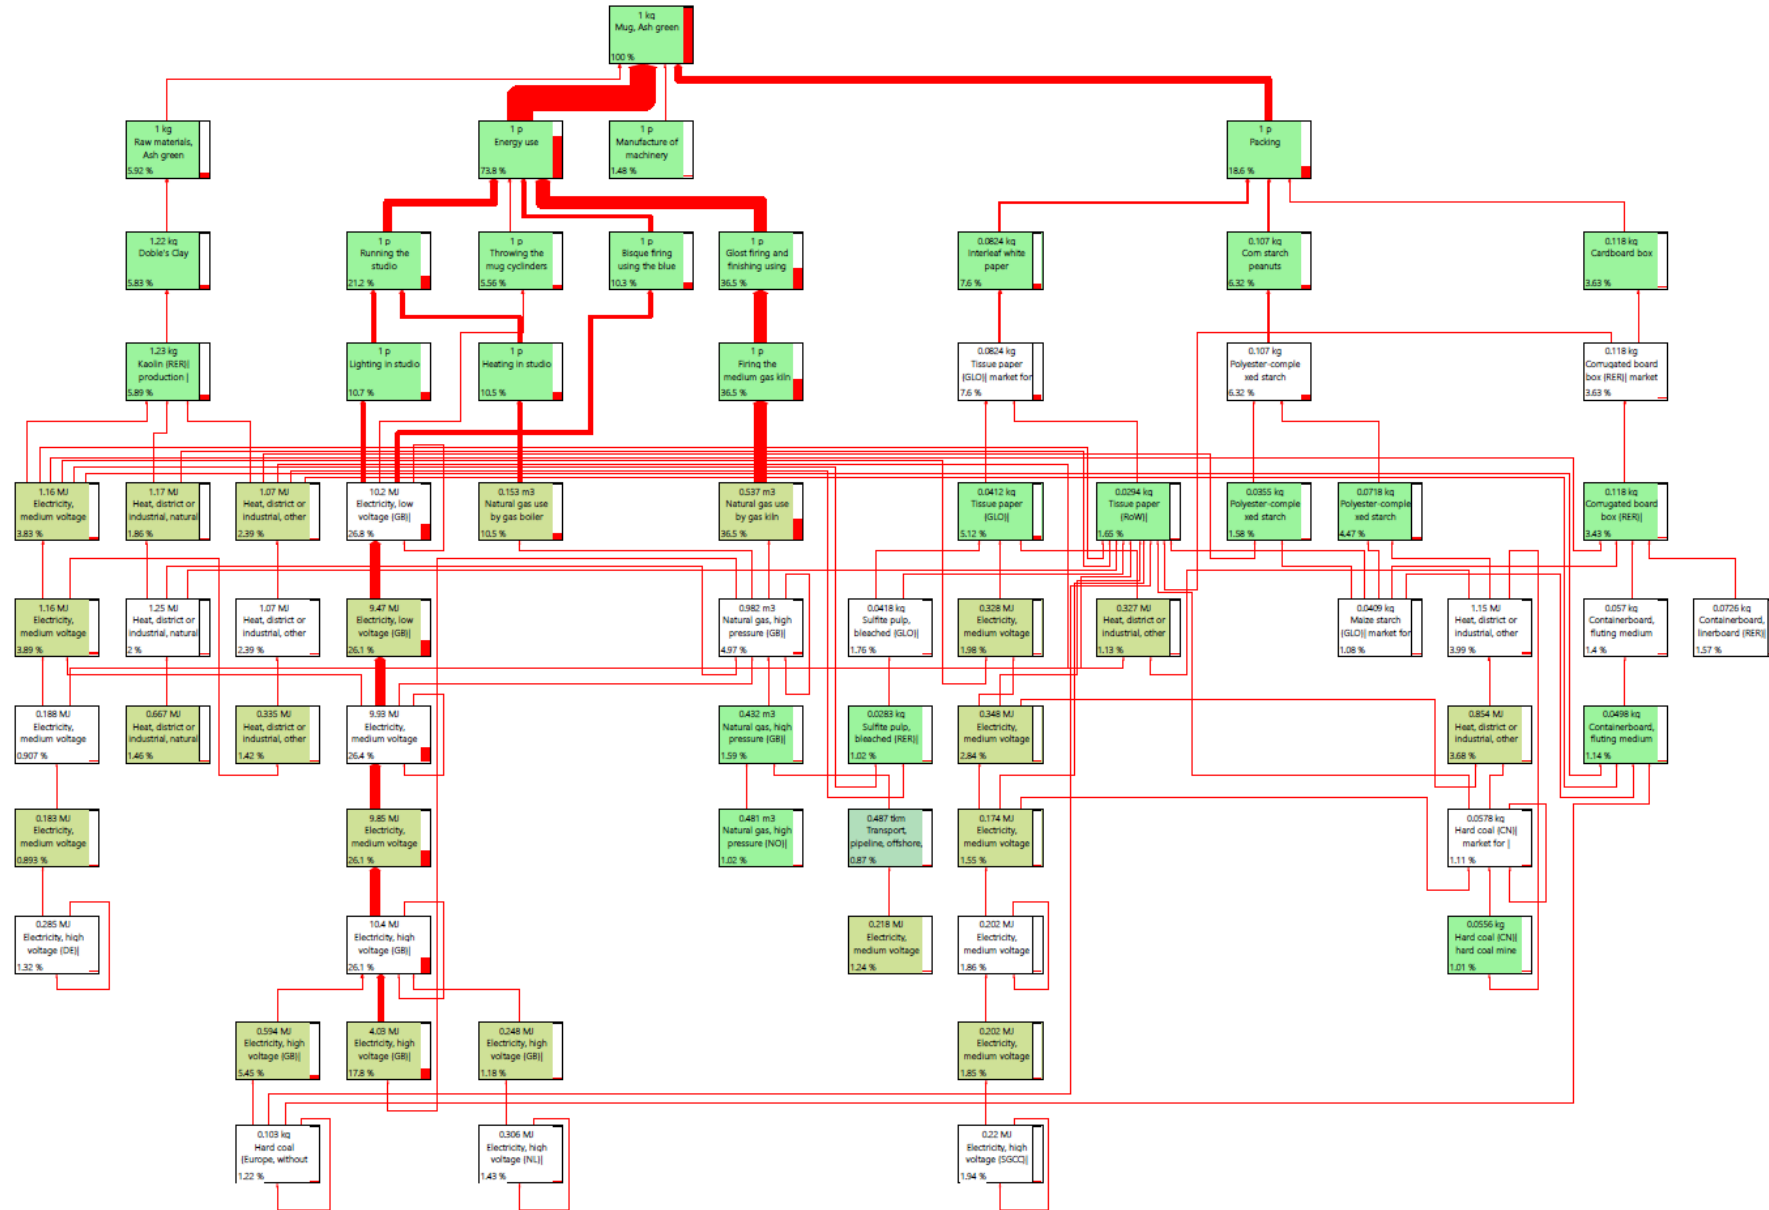 1 kg
Mug, Ash green
100 %
1 kg
Raw materials,
Ash green
5.92 %
1 p
Energy use
73.8 %
1 p
Manufacture of
machinery
1.48 %
1 p
Packing
18.6 %
1.22 kg
Doble's Clay
5.83 %
1 p
Running the
studio
21.2 %
1 p
Throwing the
mug cyclinders
5.56 %
1 p
Bisque firing
using the blue
10.3 %
1 p
Glost firing and
finishing using
36.5 %
0.0824 kg
Interleaf white
paper
7.6 %
0.107 kg
Corn starch
peanuts
6.32 %
0.118 kg
Cardboard box
3.63 %
1.23 kg
Kaolin {RER}|
production |
5.89 %
1 p
Lighting in studio
10.7 %
1 p
Heating in studio
10.5 %
1 p
Firing the
medium gas kiln
36.5 %
0.0824 kg
Tissue paper
{GLO}| market for
7.6 %
0.107 kg
Polyester-comple
xed starch
6.32 %
0.118 kg
Corrugated board
box {RER}| market
3.63 %
1.16 MJ
Electricity,
medium voltage
3.83 %
1.17 MJ
Heat, district or
industrial, natural
1.86 %
1.07 MJ
Heat, district or
industrial, other
2.39 %
10.2 MJ
Electricity, low
voltage {GB}|
26.8 %
0.153 m3
Natural gas use
by gas boiler
10.5 %
0.537 m3
Natural gas use
by gas kiln
36.5 %
0.0412 kg
Tissue paper
{GLO}|
5.12 %
0.0294 kg
Tissue paper
{RoW}|
1.65 %
0.0355 kg
Polyester-comple
xed starch
1.58 %
0.0718 kg
Polyester-comple
xed starch
4.47 %
0.118 kg
Corrugated board
box {RER}|
3.43 %
1.16 MJ
Electricity,
medium voltage
3.89 %
1.25 MJ
Heat, district or
industrial, natural
2 %
1.07 MJ
Heat, district or
industrial, other
2.39 %
9.47 MJ
Electricity, low
voltage {GB}|
26.1 %
0.982 m3
Natural gas, high
pressure {GB}|
4.97 %
0.0418 kg
Sulfite pulp,
bleached {GLO}|
1.76 %
0.328 MJ
Electricity,
medium voltage
1.98 %
0.327 MJ
Heat, district or
industrial, other
1.13 %
0.0409 kg
Maize starch
{GLO}| market for
1.08 %
1.15 MJ
Heat, district or
industrial, other
3.99 %
0.057 kg
Containerboard,
fluting medium
1.4 %
0.0726 kg
Containerboard,
linerboard {RER}|
1.57 %
0.188 MJ
Electricity,
medium voltage
0.907 %
0.667 MJ
Heat, district or
industrial, natural
1.46 %
0.335 MJ
Heat, district or
industrial, other
1.42 %
9.93 MJ
Electricity,
medium voltage
26.4 %
0.432 m3
Natural gas, high
pressure {GB}|
1.59 %
0.0283 kg
Sulfite pulp,
bleached {RER}|
1.02 %
0.348 MJ
Electricity,
medium voltage
2.84 %
0.854 MJ
Heat, district or
industrial, other
3.68 %
0.0498 kg
Containerboard,
fluting medium
1.14 %
0.183 MJ
Electricity,
medium voltage
0.893 %
9.85 MJ
Electricity,
medium voltage
26.1 %
0.481 m3
Natural gas, high
pressure {NO}|
1.02 %
0.487 tkm
Transport,
pipeline, offshore,
0.87 %
0.174 MJ
Electricity,
medium voltage
1.55 %
0.0578 kg
Hard coal {CN}|
market for |
1.11 %
0.285 MJ
Electricity, high
voltage {DE}|
1.32 %
10.4 MJ
Electricity, high
voltage {GB}|
26.1 %
0.218 MJ
Electricity,
medium voltage
1.24 %
0.202 MJ
Electricity,
medium voltage
1.86 %
0.0556 kg
Hard coal {CN}|
hard coal mine
1.01 %
0.594 MJ
Electricity, high
voltage {GB}|
5.45 %
4.03 MJ
Electricity, high
voltage {GB}|
17.8 %
0.248 MJ
Electricity, high
voltage {GB}|
1.18 %
0.202 MJ
Electricity,
medium voltage
1.85 %
0.103 kg
Hard coal
{Europe, without
1.22 %
0.306 MJ
Electricity, high
voltage {NL}|
1.43 %
0.22 MJ
Electricity, high
voltage {SGCC}|
1.94 %